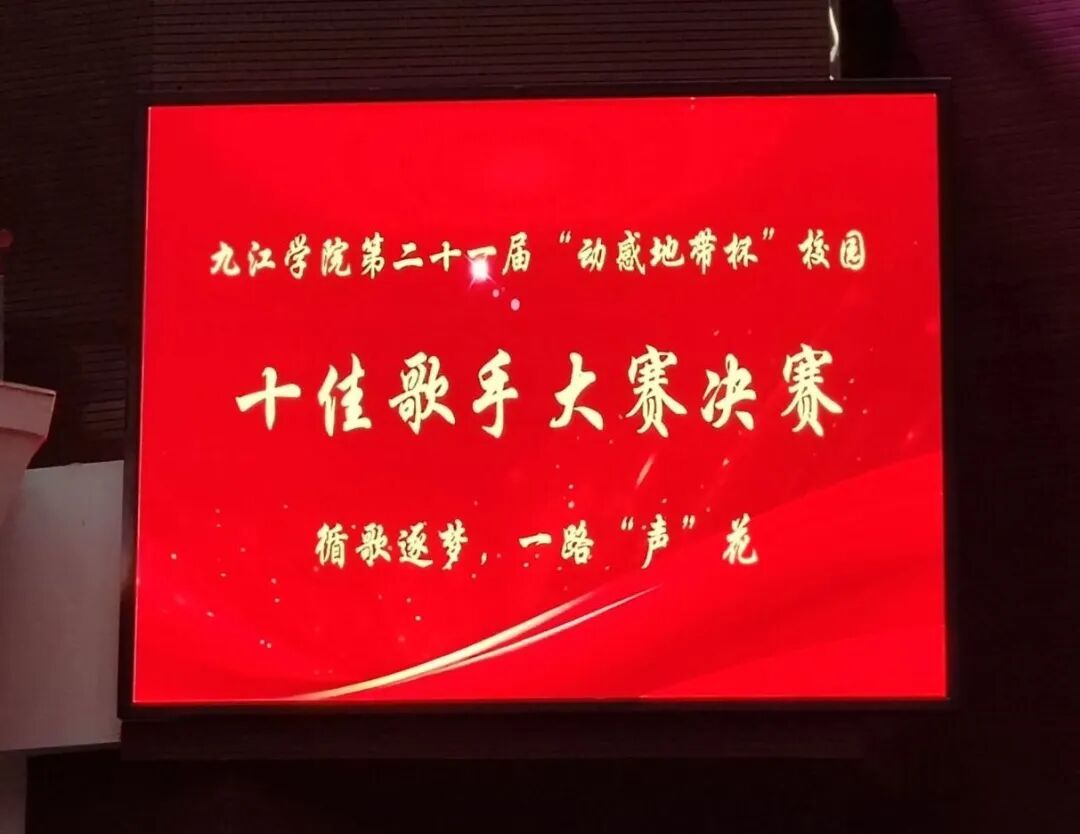 九江学院第二十一届“动感地带杯”校园
十佳歌手大赛决赛
循歌逐梦，一路“声”花